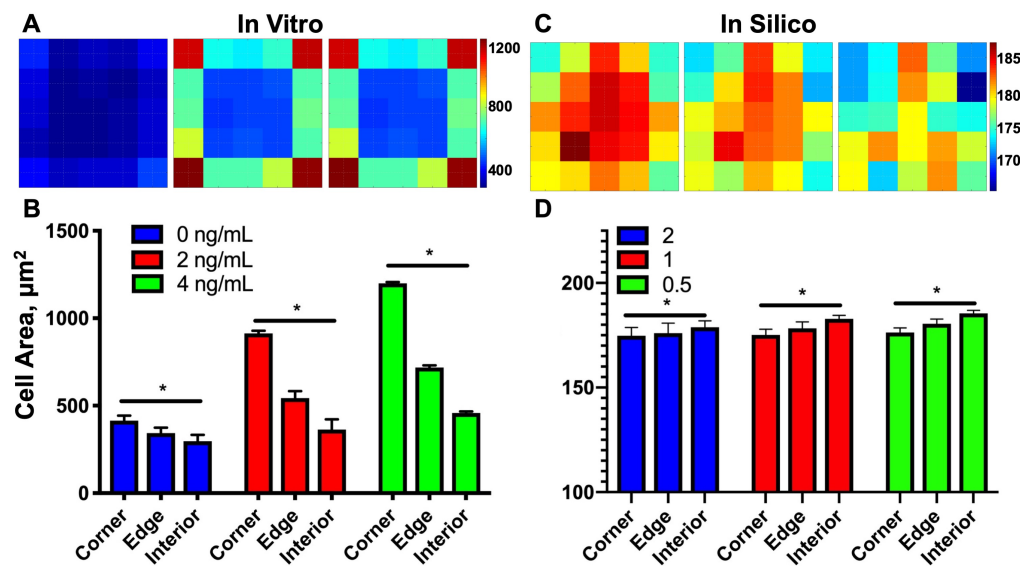 A In Vitro
1200
800
400
C In Silico
185
180
175
170
B
1500
1000
500
0
Cell Area, µm²
0 ng/mL
2 ng/mL
4 ng/mL
*
*
*
Corner
Edge
Interior
Corner
Edge
Interior
Corner
Edge
Interior
D
200
150
100
2
1
0.5
*
*
*
Corner
Edge
Interior
Corner
Edge
Interior
Corner
Edge
Interior